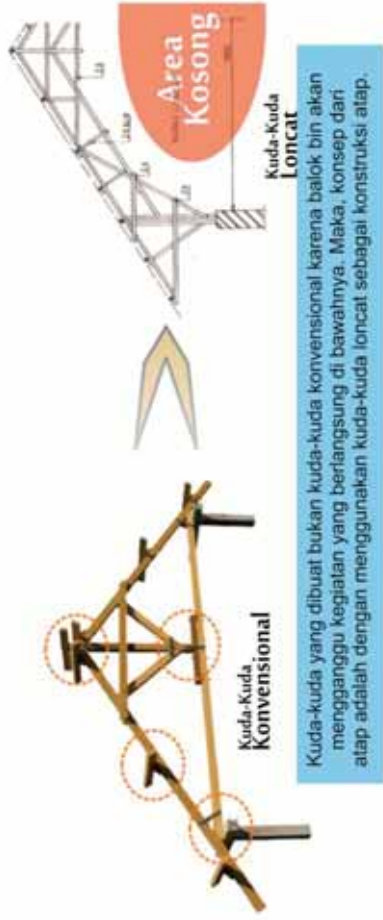 Kuda-Kuda
Konvensional
Area
Kosong
Kuda-Kuda
Loncat
Kuda-kuda yang dibuat bukan kuda-kuda konvensional karena balok bin akan
mengganggu kegiatan yang berlangsung di bawahnya. Maka, konsep dari
atap adalah dengan menggunakan kuda-kuda loncat sebagai konstruksi atap.